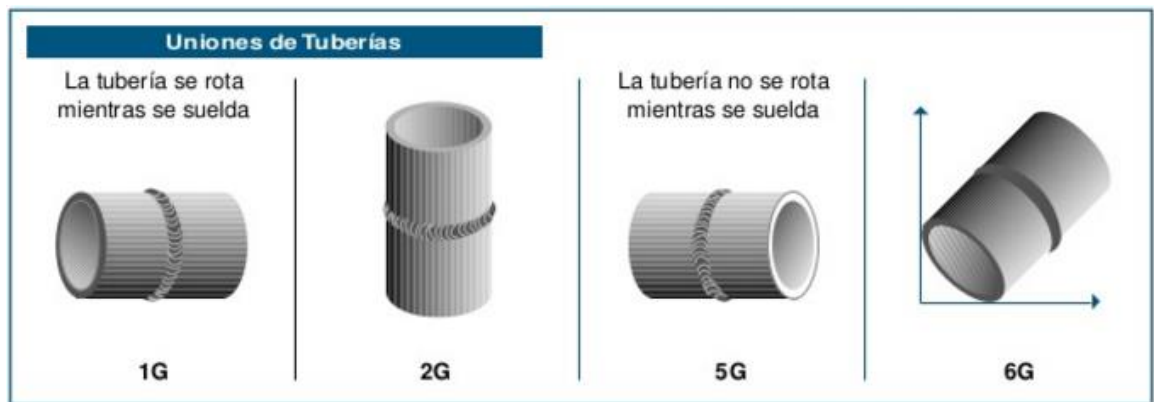 Uniones de Tuberías
La tubería se rota
mientras se suelda
La tubería no se rota
mientras se suelda
1G
2G
5G
6G